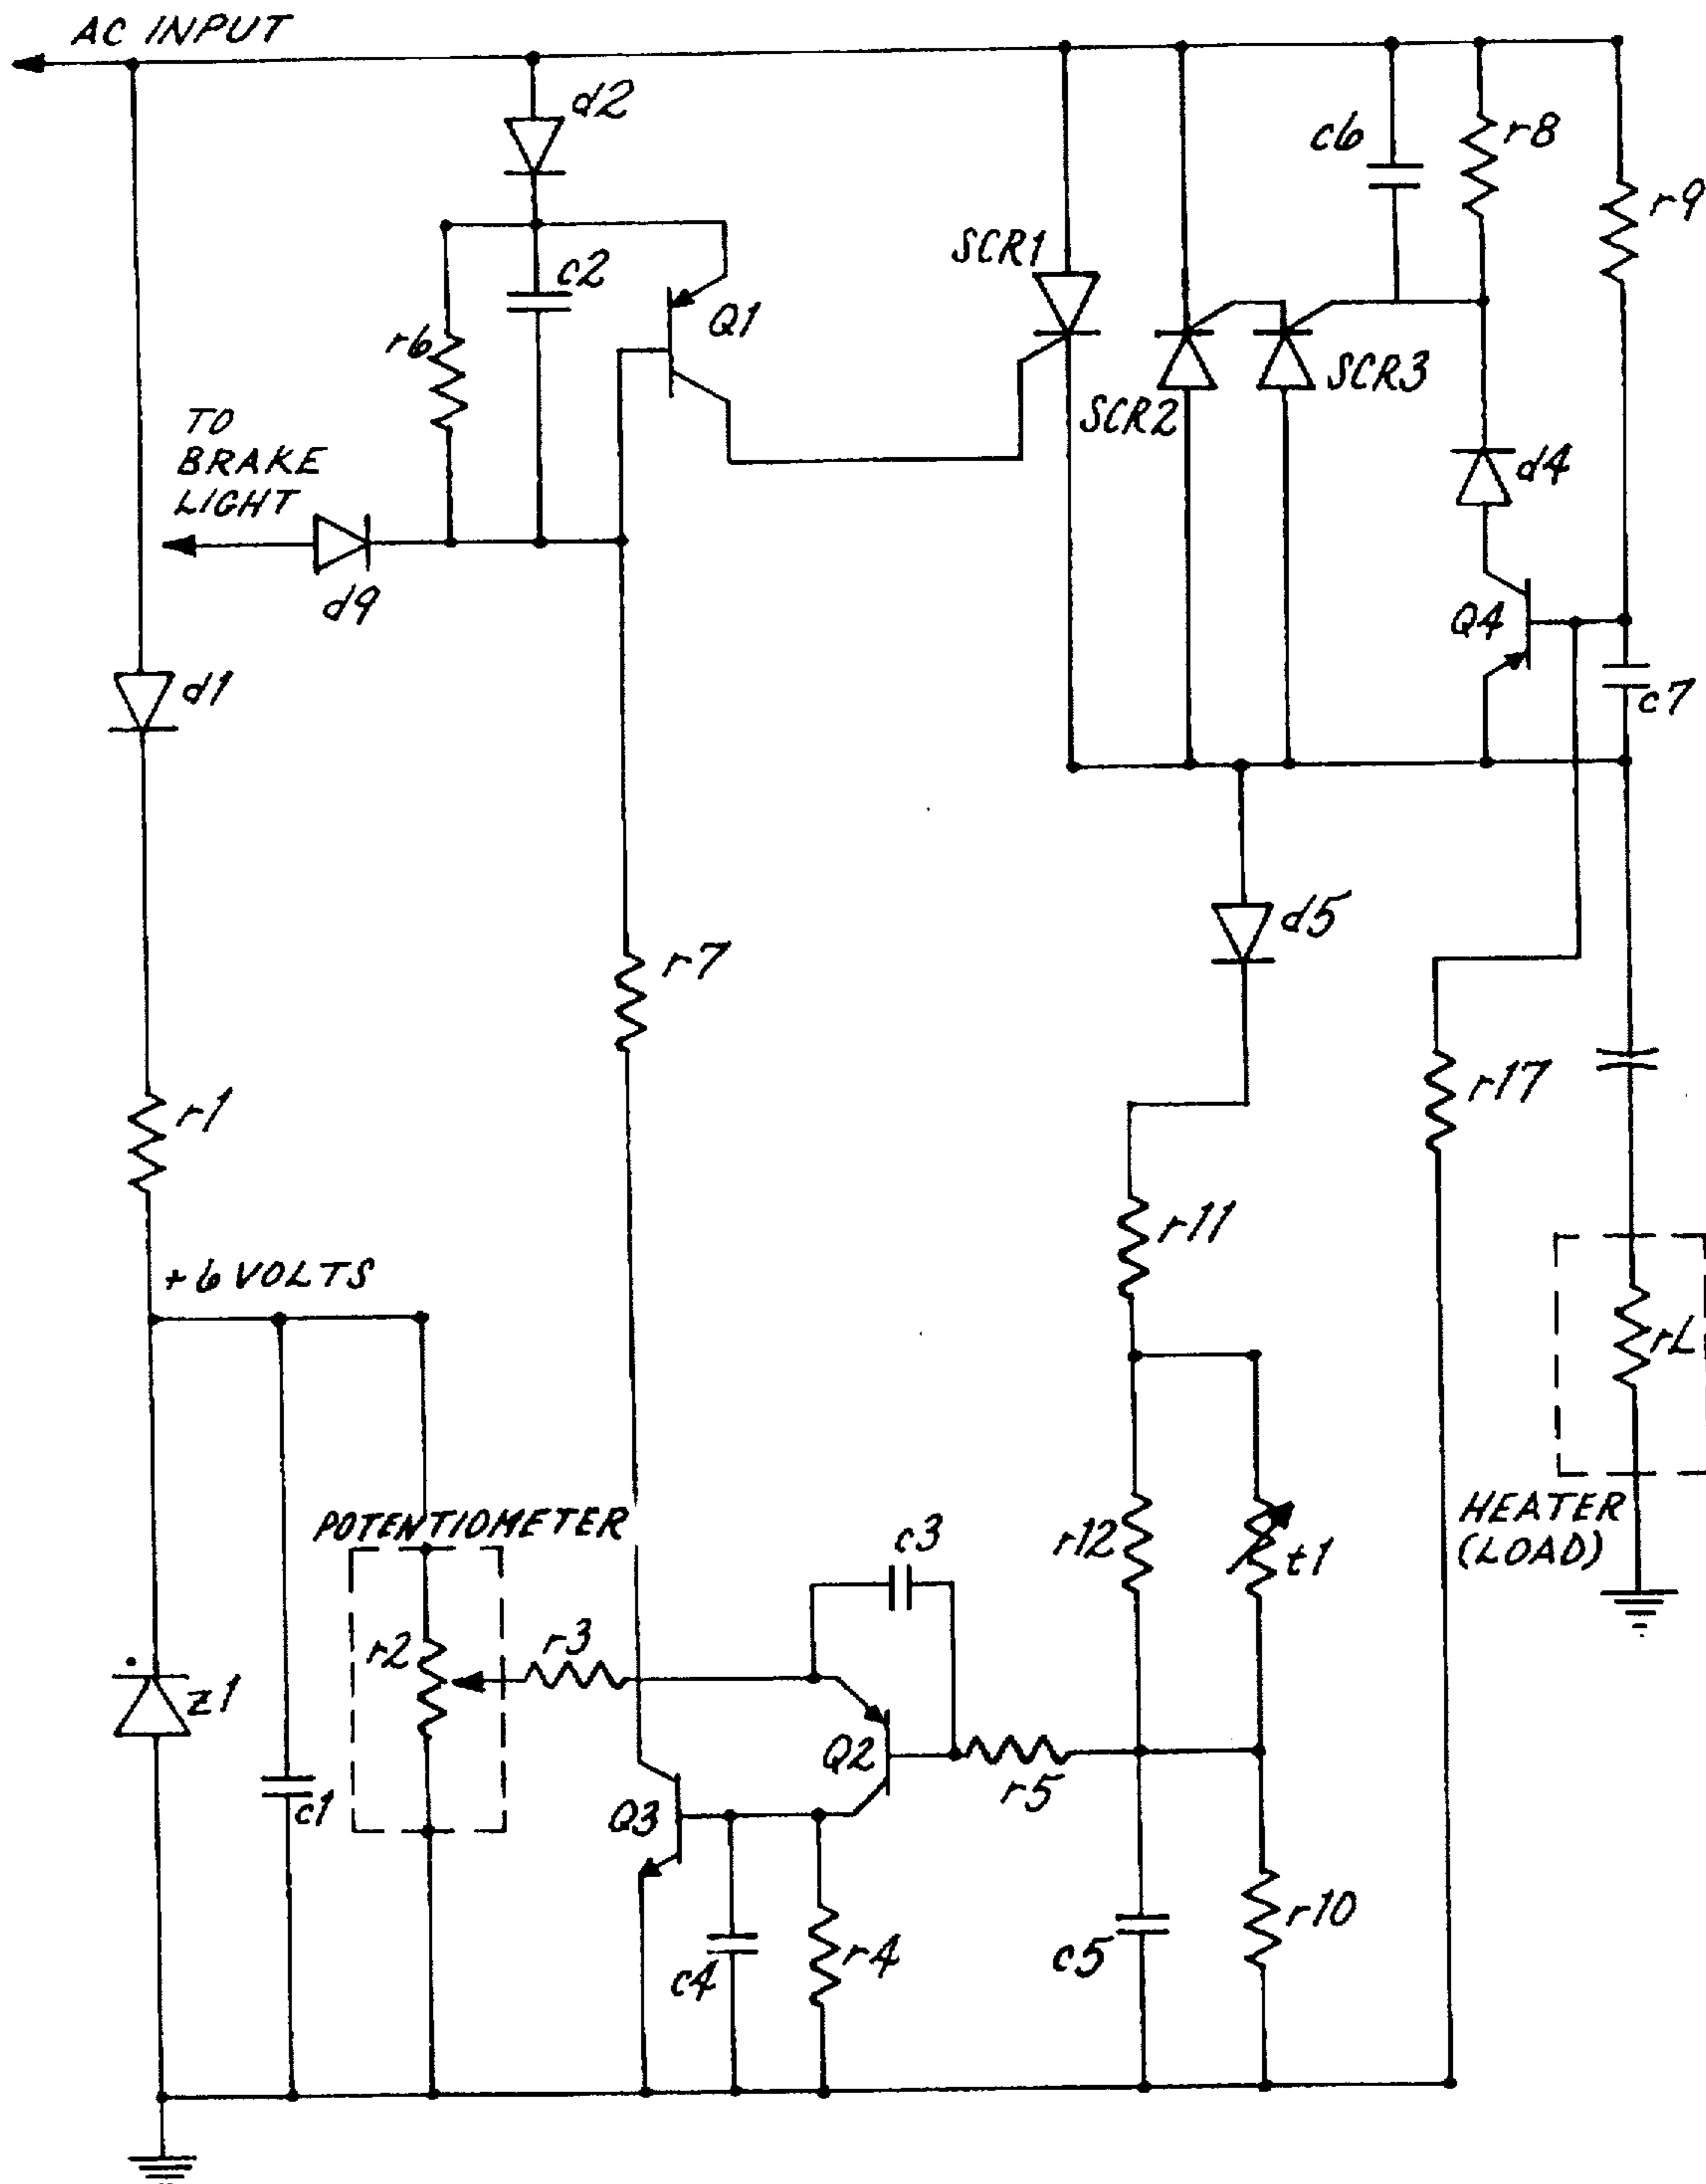 AC INPUT
d2
c6
r8
r9
SCR1
c2
Q1
r6
SCR3
SCR2
TO
BRAKE
LIGHT
d4
d9
Q4
d1
c7
d5
r7
r17
r1
r11
+6 VOLTS
rL
POTENTIOMETER
HEATER
(LOAD)
c3
r12
t1
r2
r3
z1
Q2
r5
c1
Q3
r10
c4
r4
c5